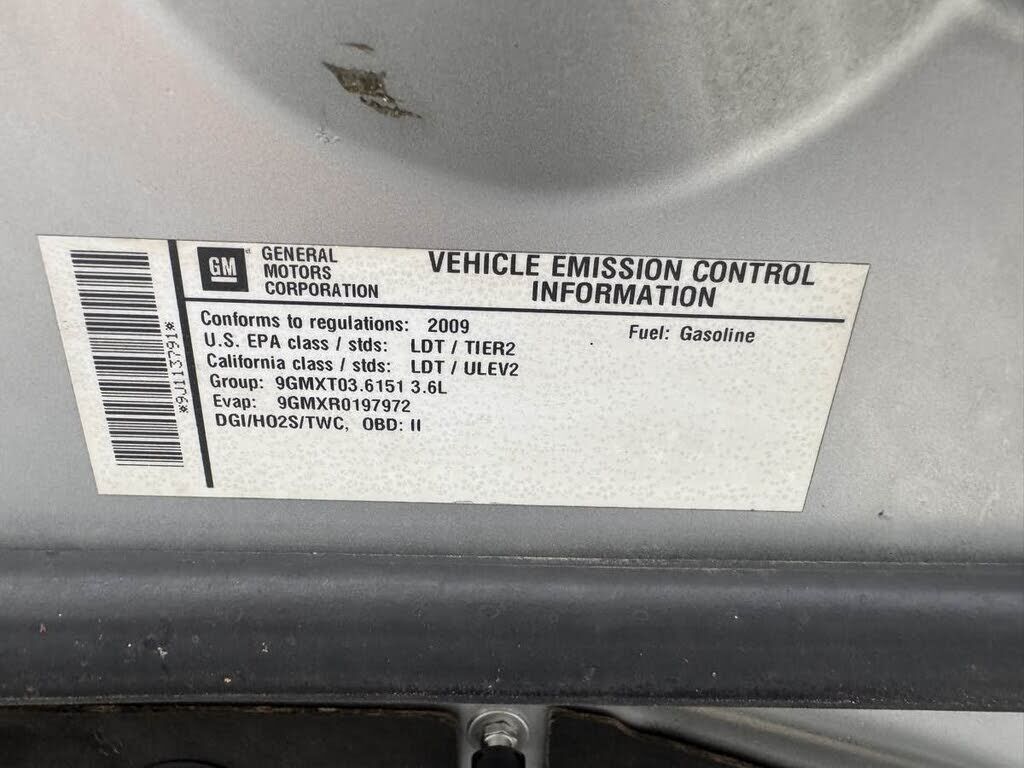 GM
GENERAL
MOTORS
CORPORATION
VEHICLE EMISSION CONTROL
INFORMATION
Conforms to regulations: 2009
Fuel: Gasoline
U.S. EPA class / stds: LDT / TIER2
California class / stds: LDT / ULEV2
Group: 9GMXT03.6151 3.6L
Evap: 9GMXR0197972
DGI/HO2S/TWC, OBD: II
*9J113791*